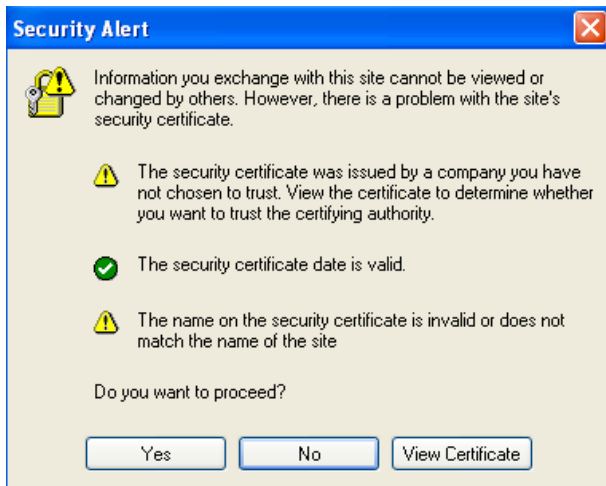 Security Alert
Information you exchange with this site cannot be viewed or
changed by others. However, there is a problem with the site's
security certificate.
The security certificate was issued by a company you have
not chosen to trust. View the certificate to determine whether
you want to trust the certifying authority.
The security certificate date is valid.
The name on the security certificate is invalid or does not
match the name of the site
Do you want to proceed?
Yes
No
View Certificate